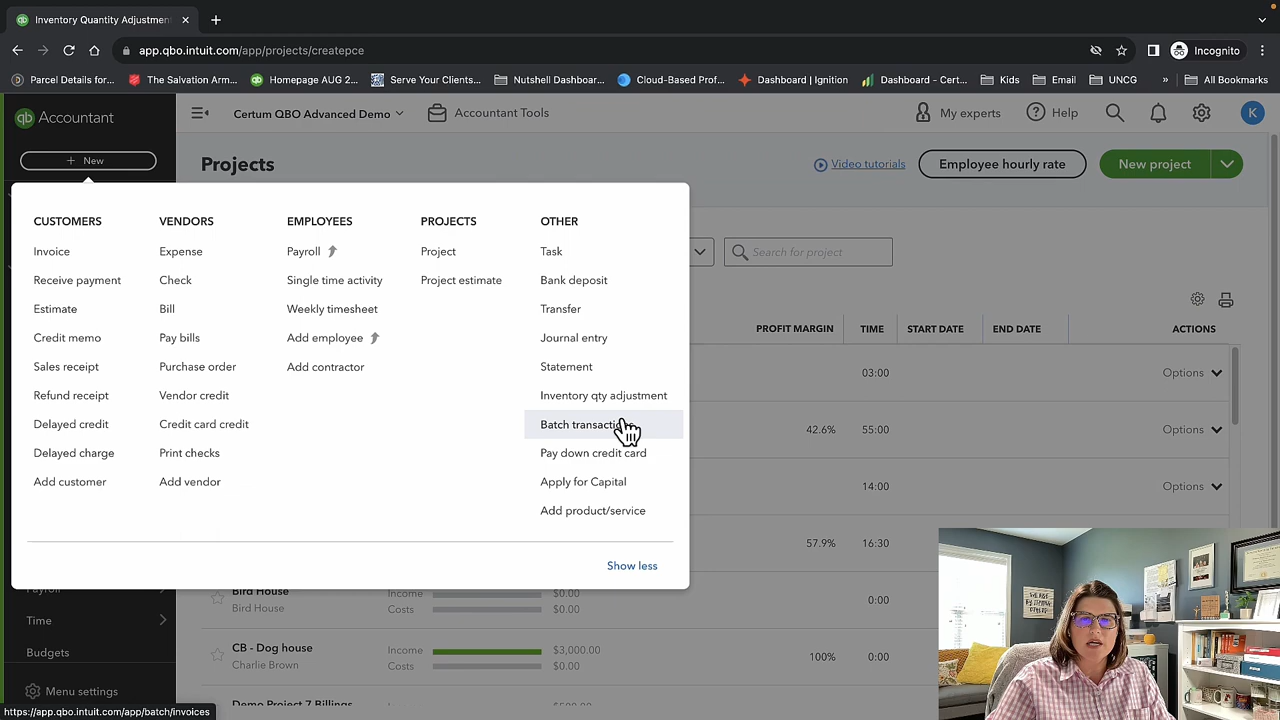 Inventory Quantity Adjustment
app.qbo.intuit.com/app/projects/createpce
Incognito
Parcel Details for...
The Salvation Arm...
Homepage AUG 2...
Serve Your Clients...
Nutshell Dashboar...
Cloud-Based Prof...
Dashboard | Ignition
Dashboard - Cert...
Kids
Email
UNCG
»
All Bookmarks
qb Accountant
Certum QBO Advanced Demo
Accountant Tools
My experts
Help
K
+ New
Projects
Video tutorials
Employee hourly rate
New project
CUSTOMERS
Invoice
Receive payment
Estimate
Credit memo
Sales receipt
Refund receipt
Delayed credit
Delayed charge
Add customer
VENDORS
Expense
Check
Bill
Pay bills
Purchase order
Vendor credit
Credit card credit
Print checks
Add vendor
EMPLOYEES
Payroll
Single time activity
Weekly timesheet
Add employee
Add contractor
PROJECTS
Project
Project estimate
OTHER
Task
Bank deposit
Transfer
Journal entry
Statement
Inventory qty adjustment
Batch
Pay down credit card
Apply for Capital
Add product/service
Show less
Search for project
PROFIT MARGIN
TIME
START DATE
END DATE
ACTIONS
03:00
Options
42.6%
55:00
Options
14:00
Options
57.9%
16:30
Payroll
Time
Budgets
Menu settings
Bird House
Bird House
Income
$0.00
Costs
$0.00
0:00
CB - Dog house
Charlie Brown
Income
$3,000.00
Costs
$0.00
100%
0:00
Demo Project 7 Billings
https://app.qbo.intuit.com/app/batch/invoices